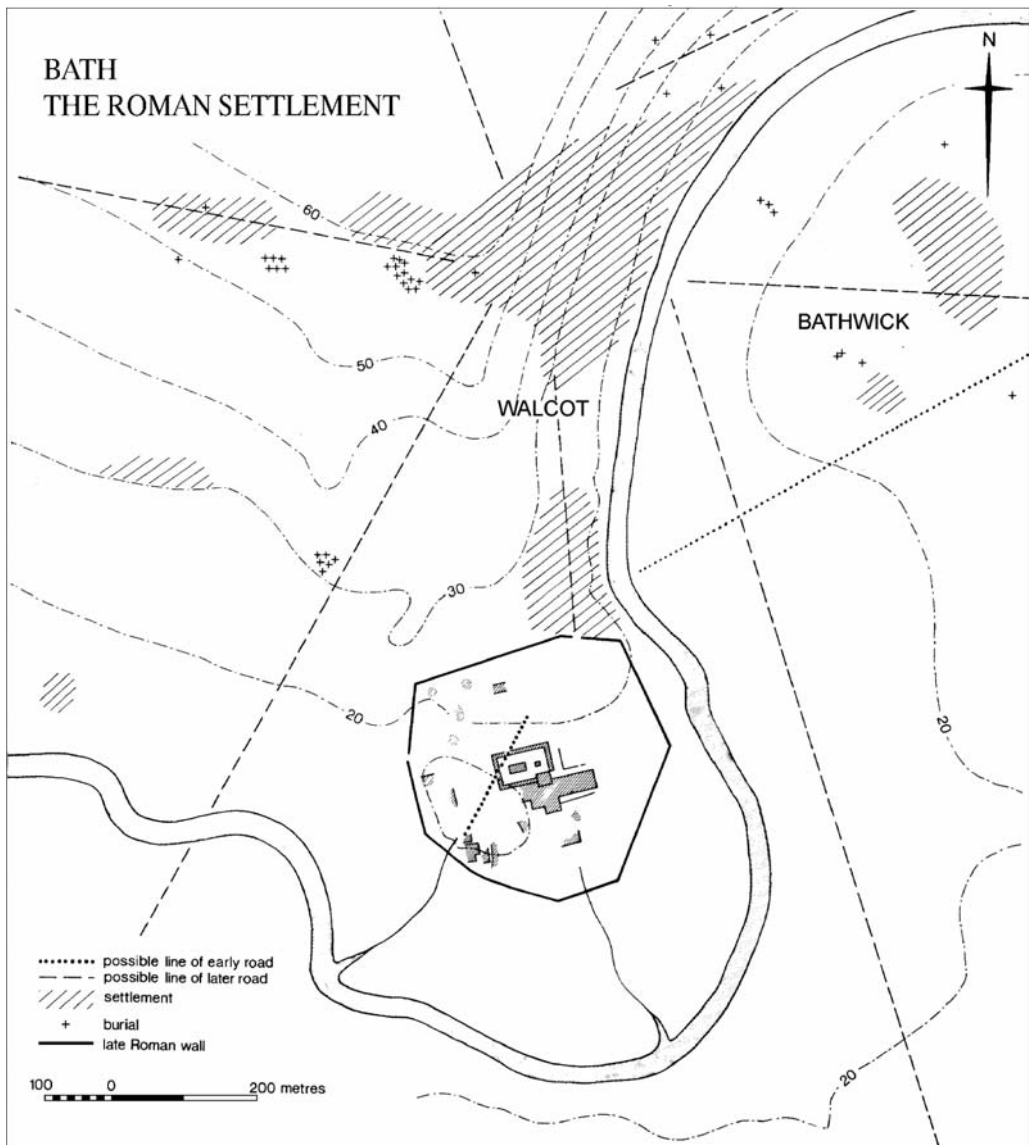 BATH
THE ROMAN SETTLEMENT
N
60
BATHWICK
50
WALCOT
40
30
20
20
possible line of early road
possible line of later road
settlement
burial
late Roman wall
20
100 0 200 metres